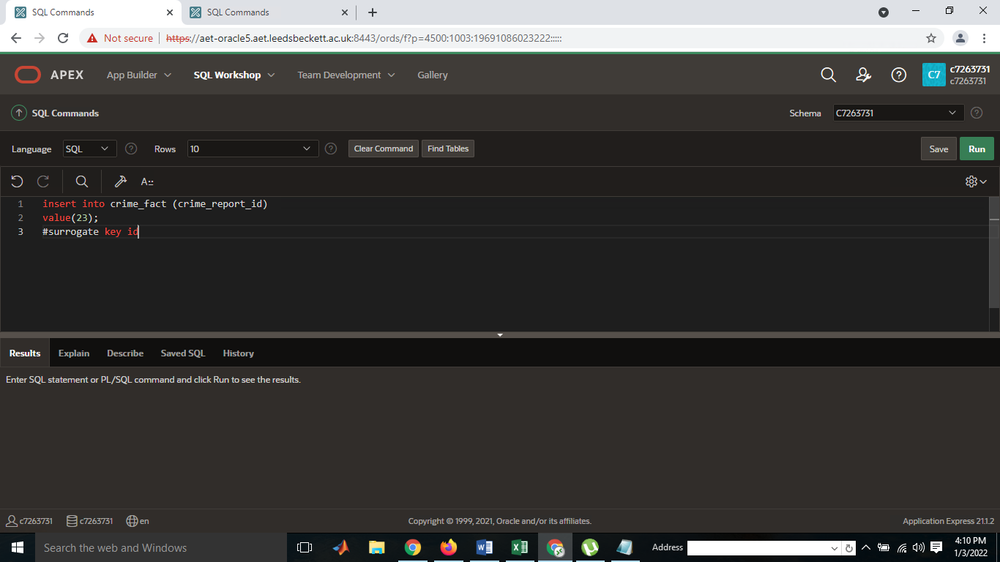 SQL Commands
SQL Commands
Not secure
https://aet-oracle5.aet.leedsbeckett.ac.uk:8443/ords/f?p=4500:1003:19691086023222:::::
APEX
App Builder
SQL Workshop
Team Development
Gallery
C7
c7263731
c7263731
SQL Commands
Schema
C7263731
Language
SQL
Rows
10
Clear Command
Find Tables
Save
Run
A::
1 insert into crime_fact (crime_report_id)
2 value(23);
3 #surrogate key id
Results
Explain
Describe
Saved SQL
History
Enter SQL statement or PL/SQL command and click Run to see the results.
c7263731
c7263731
en
Copyright © 1999, 2021, Oracle and/or its affiliates.
Application Express 21.1.2
Search the web and Windows
Address
4:10 PM
1/3/2022